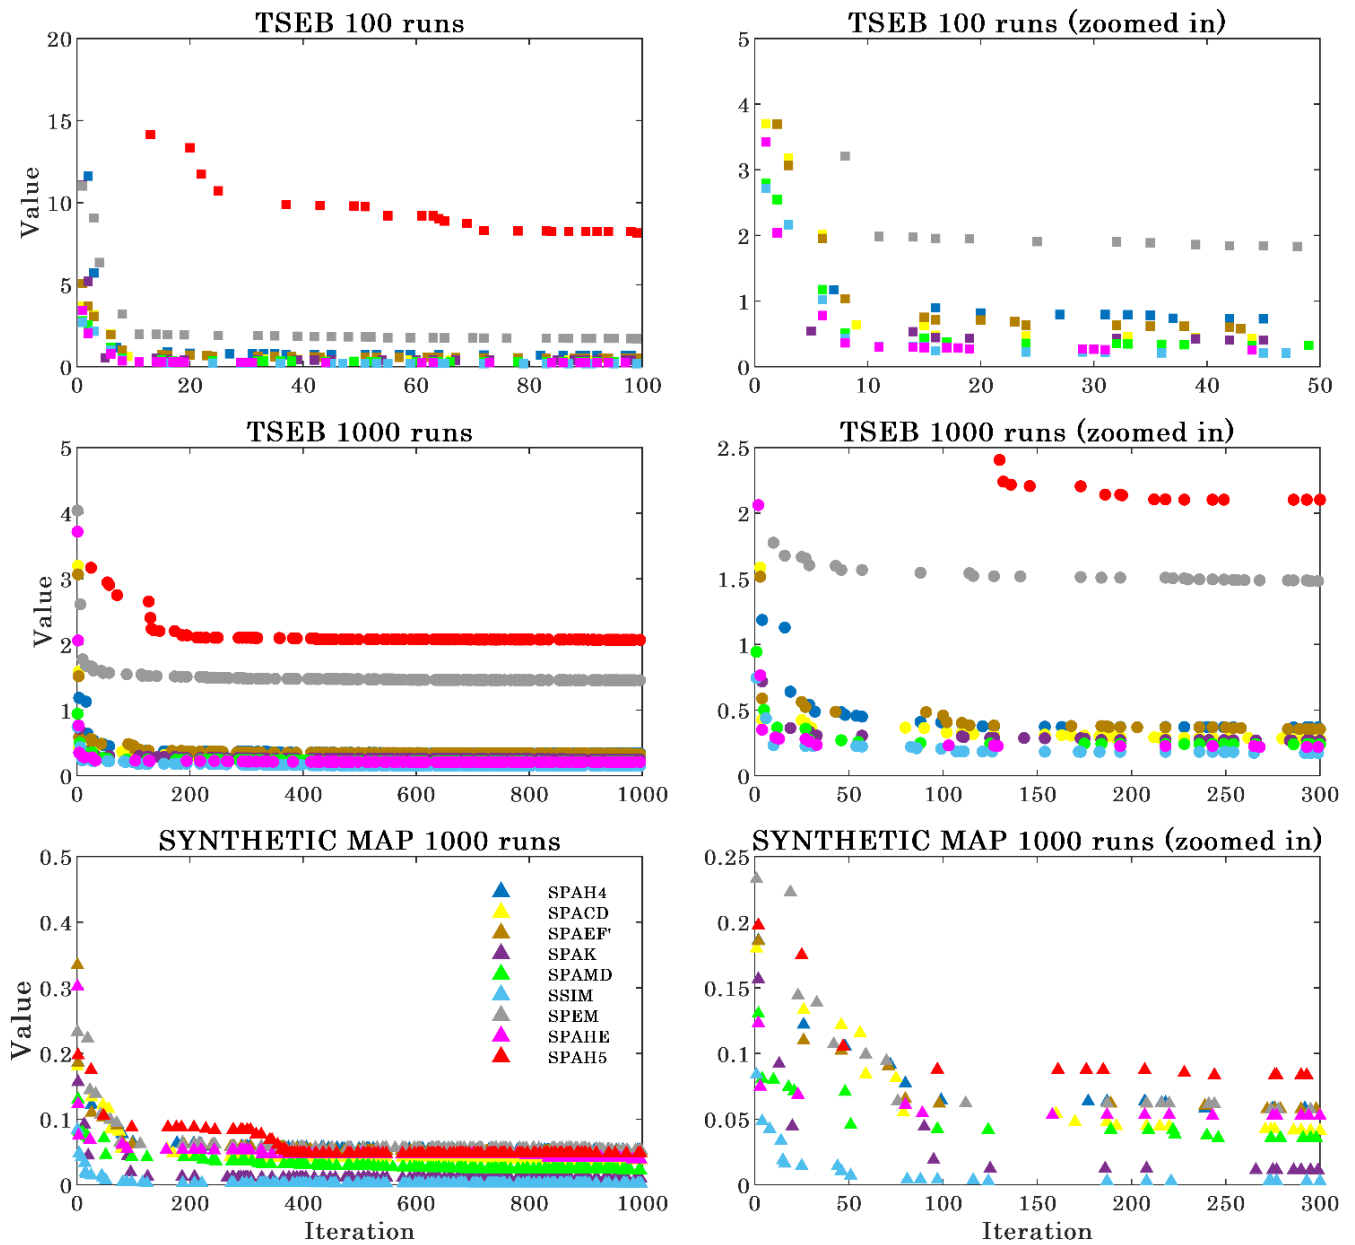 TSEB 100 runs
20
15
10
5
0
Value
0 20 40 60 80 100
TSEB 100 runs (zoomed in)
5
4
3
2
1
0
0 10 20 30 40 50
TSEB 1000 runs
5
4
3
2
1
0
Value
0 200 400 600 800 1000
TSEB 1000 runs (zoomed in)
2.5
2
1.5
1
0.5
0
0 50 100 150 200 250 300
SYNTHETIC MAP 1000 runs
0.5
0.4
0.3
0.2
0.1
0
Value
SPAH4
SPACD
SPAEF'
SPAK
SPAMD
SSIM
SPEM
SPAHE
SPAH5
0 200 400 600 800 1000
Iteration
SYNTHETIC MAP 1000 runs (zoomed in)
0.25
0.2
0.15
0.1
0.05
0
0 50 100 150 200 250 300
Iteration